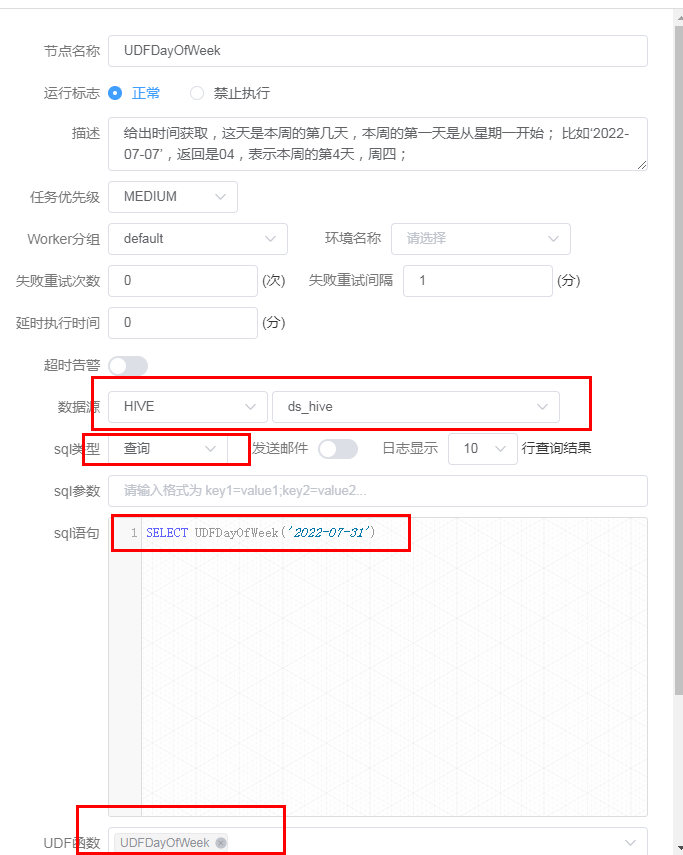 节点名称 UDFDayOfWeek
运行标志 正常 禁止执行
描述 给出时间获取，这天是本周的第几天，本周的第一天是从星期一开始； 比如‘2022-
07-07’，返回是04，表示本周的第4天，周四；
任务优先级 MEDIUM
Worker分组 default 环境名称 请选择
失败重试次数 0 (次) 失败重试间隔 1 (分)
延时执行时间 0 (分)
超时告警
数据源 HIVE ds_hive
sql类型 查询 发送邮件 日志显示 10 行查询结果
sql参数 请输入格式为 key1=value1;key2=value2...
sql语句 1 SELECT UDFDayOfWeek('2022-07-31')
UDF函数 UDFDayOfWeek